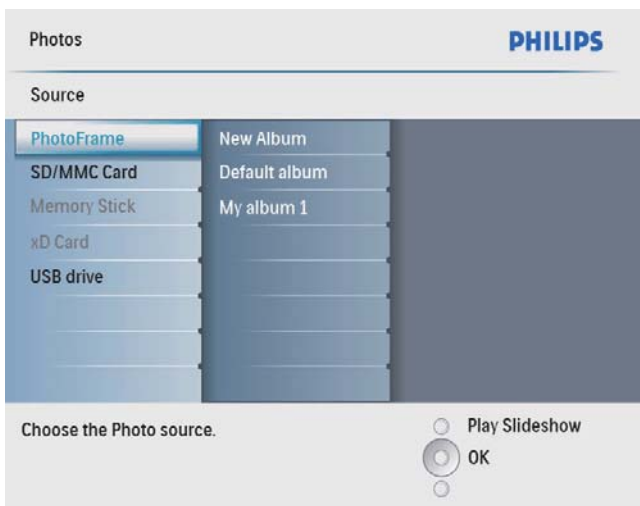 Photos
PHILIPS
Source
PhotoFrame
New Album
SD/MMC Card
Default album
Memory Stick
My album 1
xD Card
USB drive
Choose the Photo source.
Play Slideshow
OK